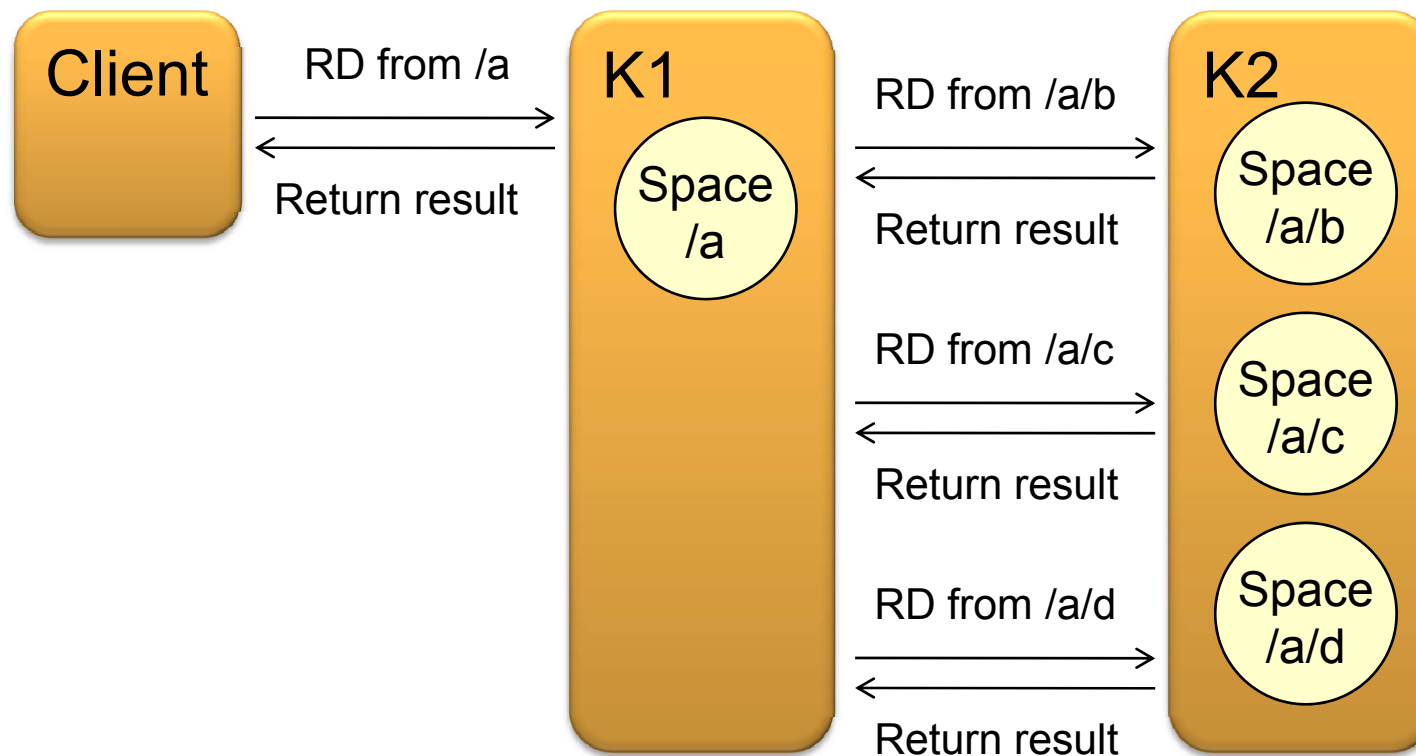 Client
RD from /a
Return result
K1
Space
/a
RD from /a/b
Return result
RD from /a/c
Return result
RD from /a/d
Return result
K2
Space
/a/b
Space
/a/c
Space
/a/d